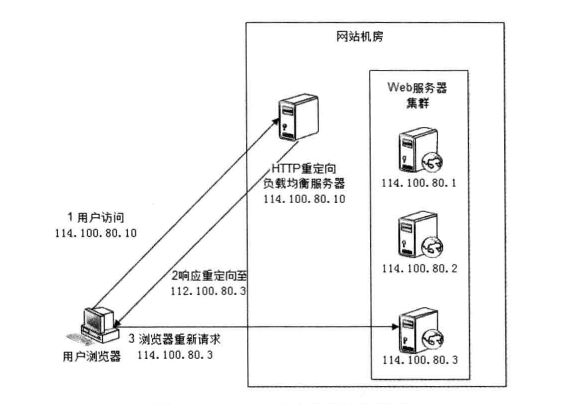 网站机房
Web服务器
集群
114.100.80.1
HTTP重定向
负载均衡服务器
114.100.80.10
1 用户访问
114.100.80.10
114.100.80.2
2响应重定向至
112.100.80.3
3 浏览器重新请求
114.100.80.3
用户浏览器
114.100.80.3